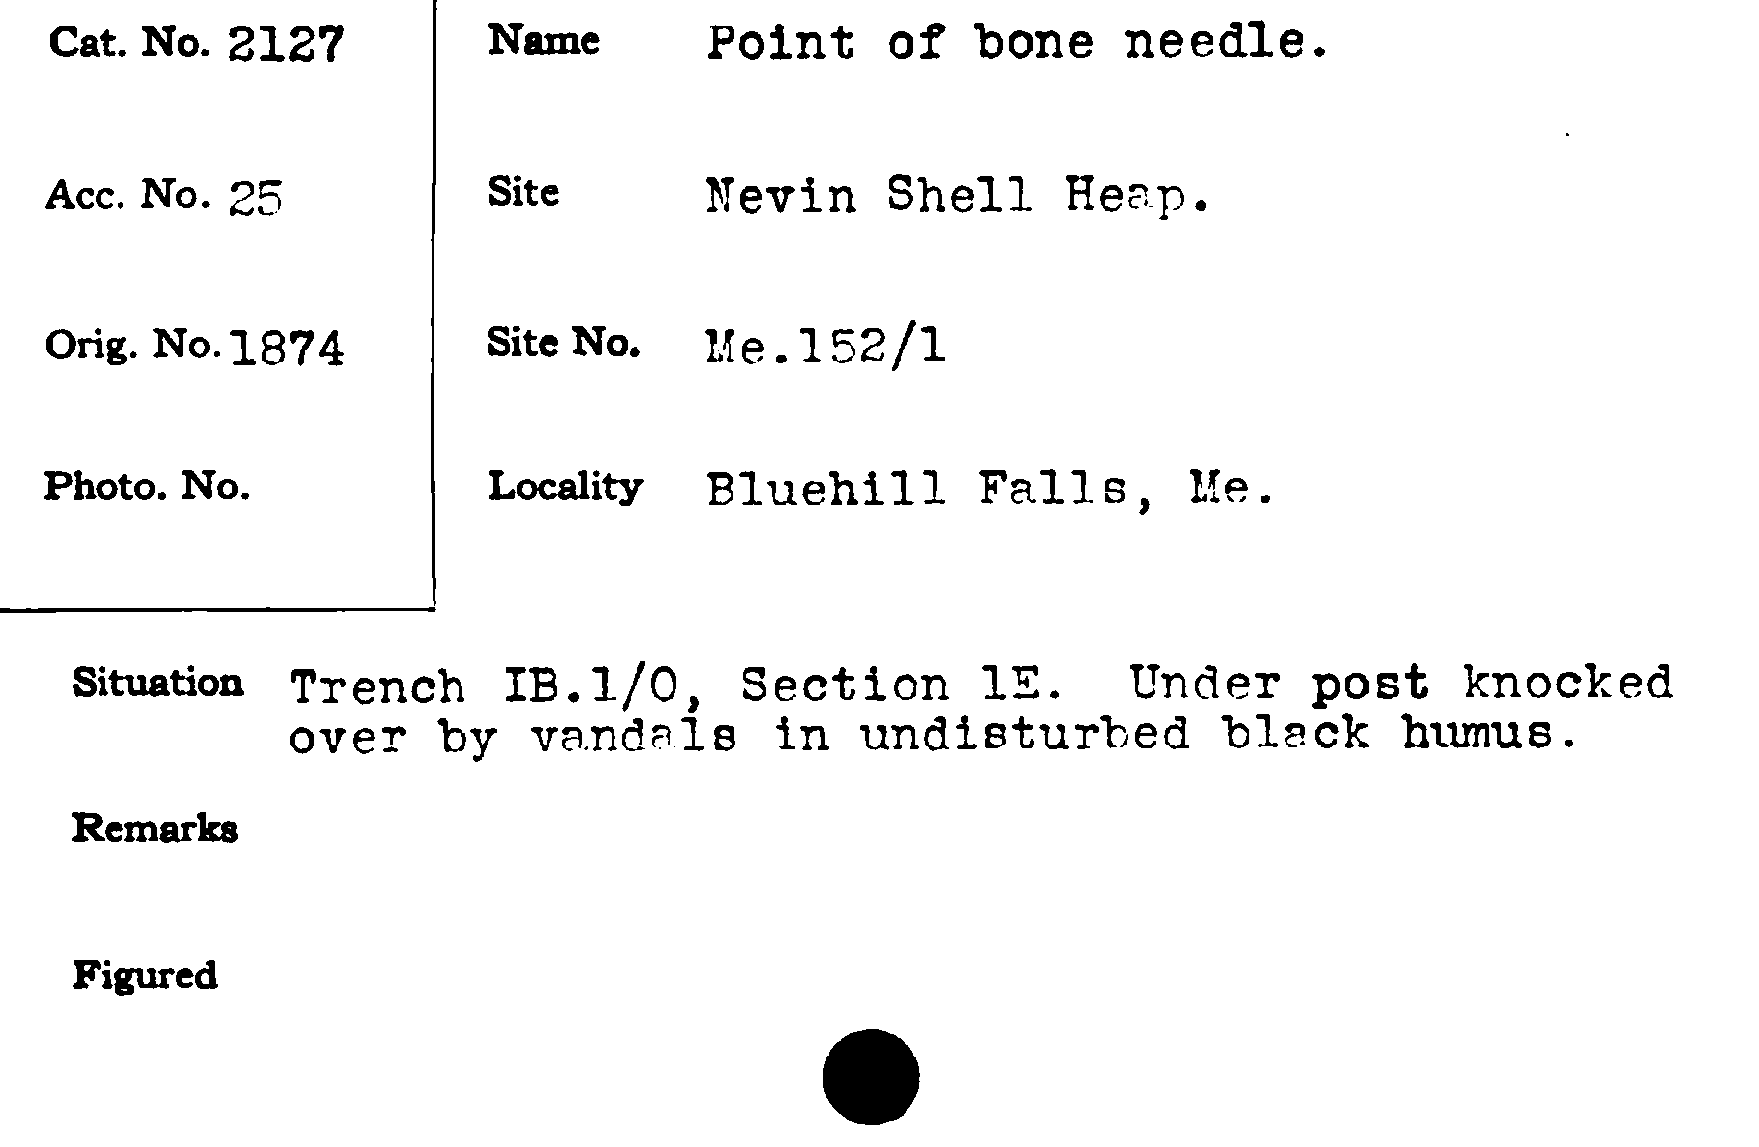 Cat. No. 2127
Acc. No. 25
Orig. No. 1874
Photo. No.
Name Point of bone needle.
Site Nevin Shell Heap.
Site No. Me.152/1
Locality Bluehill Falls, Me.
Situation Trench IB.1/0, Section 1E. Under post knocked
over by vandals in undisturbed black humus.
Remarks
Figured